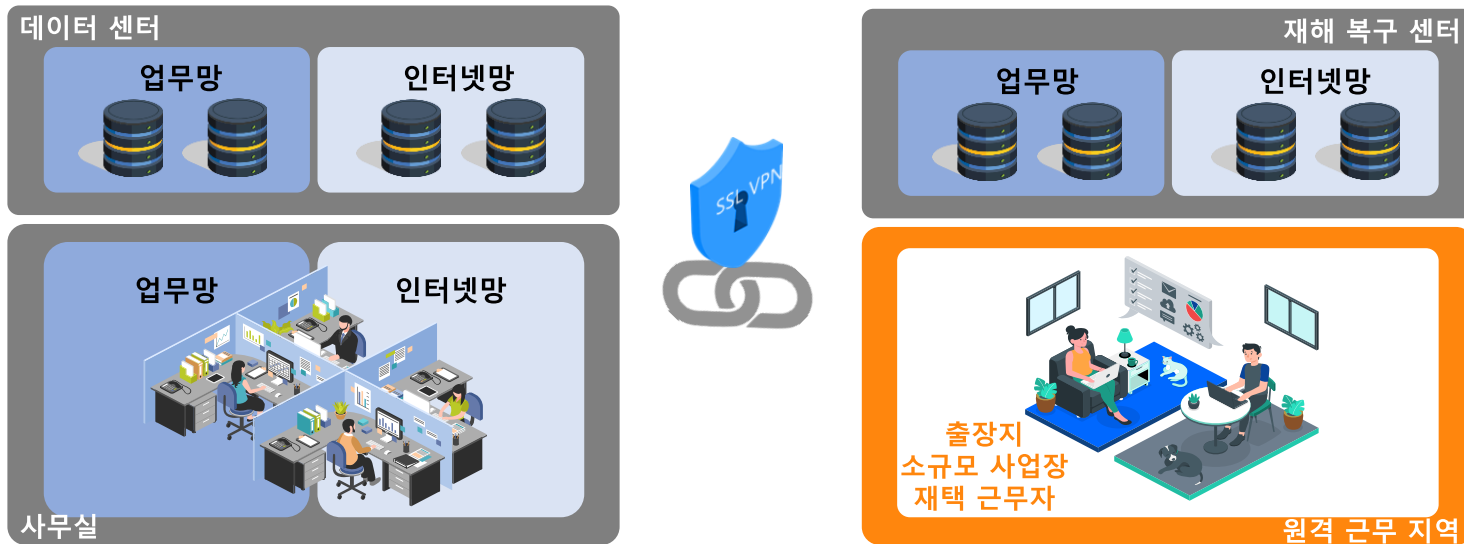 데이터 센터
업무망
인터넷망
재해 복구 센터
업무망
인터넷망
SSL VPN
사무실
업무망
인터넷망
출장지
소규모 사업장
재택 근무자
원격 근무 지역